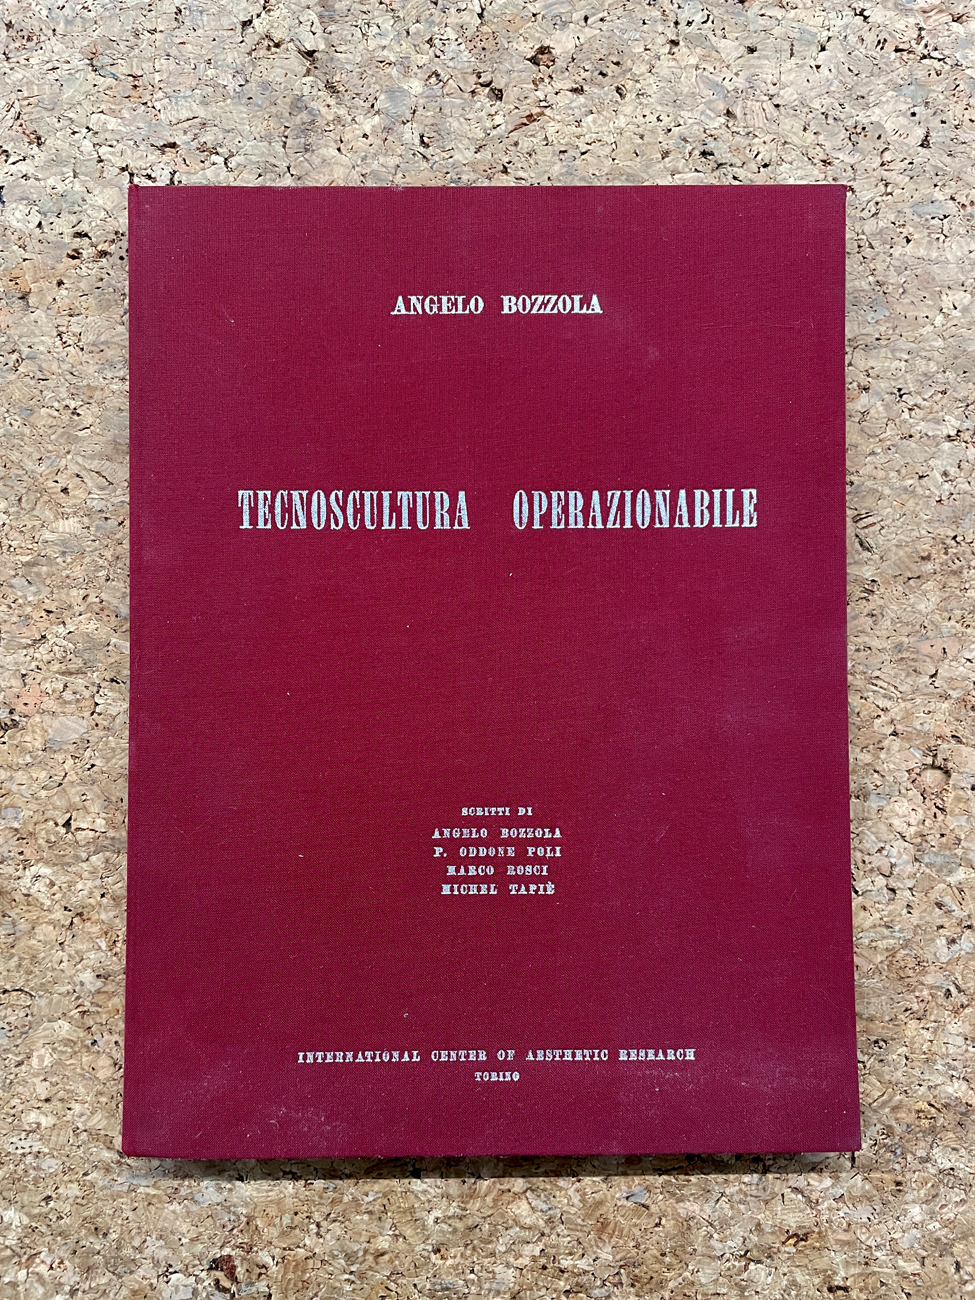 ANGELO BOZZOLA
TECNOSCULTURA OPERAZIONABILE
SCRITTI DI
ANGELO BOZZOLA
P. ODDONE POLI
MARCO ROSCI
MICHEL TAPIÈ
INTERNATIONAL CENTER OF AESTHETIC RESEARCH
TORINO